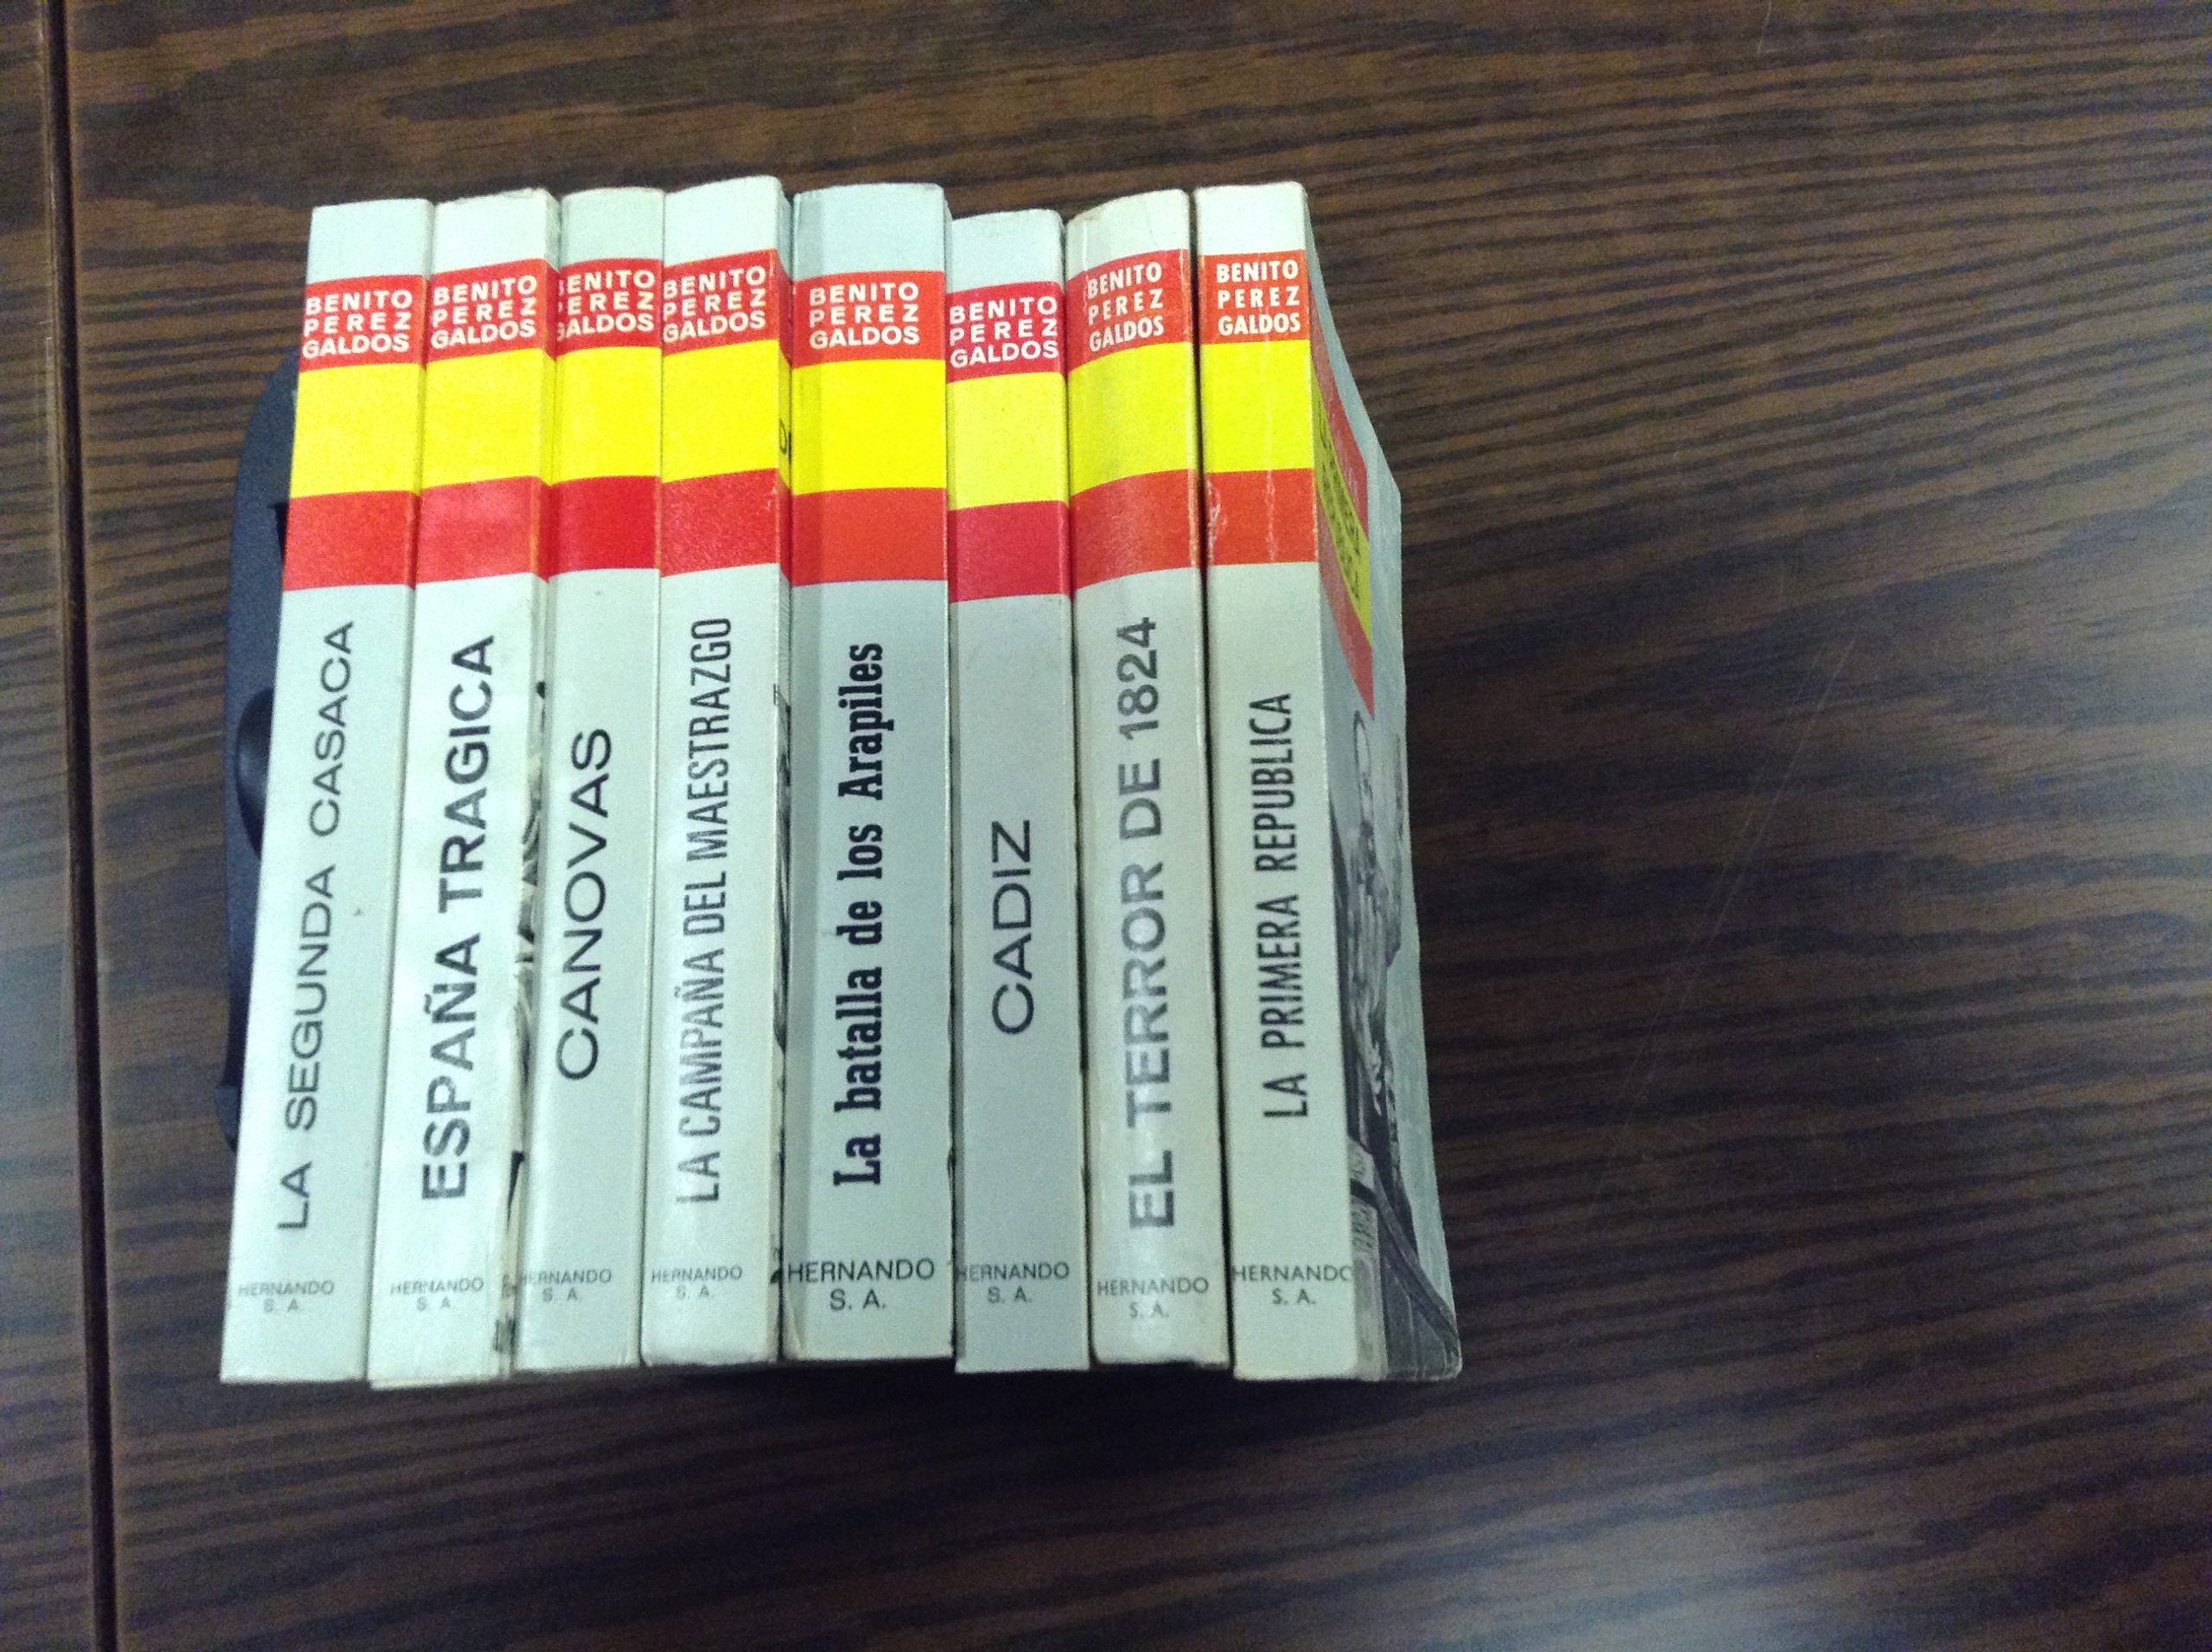 BENITO
PEREZ
GALDOS
LA SEGUNDA CASACA
HERNANDO
S. A.
BENITO
PEREZ
GALDOS
ESPAÑA TRAGICA
HERNANDO
S. A
BENITO
PEREZ
GALDOS
CANOVAS
HERNANDO
S. A.
BENITO
PEREZ
GALDOS
LA CAMPAÑA DEL MAESTRAZGO
HERNANDO
S. A.
BENITO
PEREZ
GALDOS
La batalla de los Arapiles
HERNANDO
S. A.
BENITO
PEREZ
GALDOS
CADIZ
HERNANDO
S. A.
BENITO
PEREZ
GALDOS
EL TERROR DE 1824
HERNANDO
S. A.
BENITO
PEREZ
GALDOS
LA PRIMERA REPUBLICA
HERNANDO
S. A.